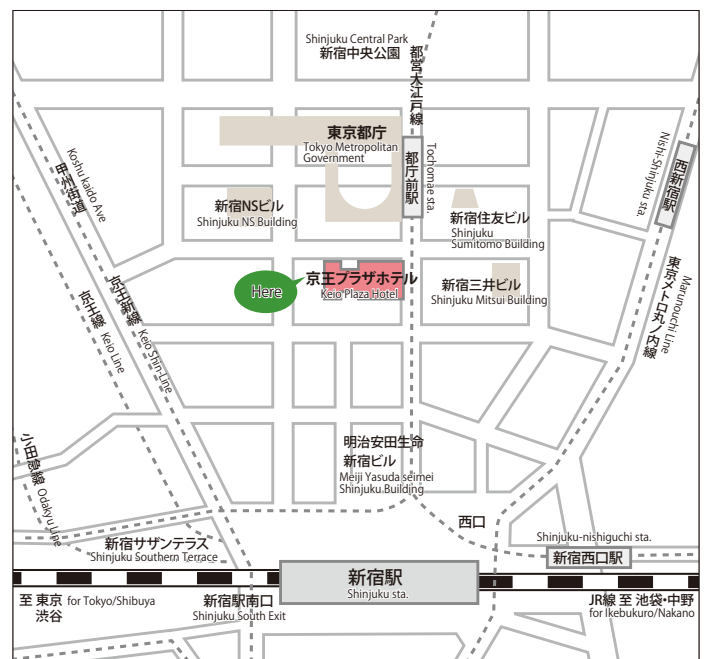 Shinjuku Central Park
新宿中央公園
都営大江戸線
東京都庁
Tokyo Metropolitan
Government
都庁前駅
Tochomae sta.
西新宿駅
Nishi-Shinjuku sta.
甲州街道
Koshu kaido Ave
新宿NSビル
Shinjuku NS Building
新宿住友ビル
Shinjuku
Sumitomo Building
京王プラザホテル
Keio Plaza Hotel
Here
新宿三井ビル
Shinjuku Mitsui Building
東京メトロ丸ノ内線
Marunouchi Line
京王線 Keio Line
京王新線 Keio Shin-Line
小田急線 Odakyu Line
明治安田生命
新宿ビル
Meiji Yasuda seimei
Shinjuku Building
西口
Shinjuku-nishiguchi sta.
新宿西口駅
新宿サザンテラス
Shinjuku Southern Terrace
新宿駅
Shinjuku sta.
至 東京 for Tokyo/Shibuya
渋谷
新宿駅南口
Shinjuku South Exit
JR線 至 池袋・中野
for Ikebukuro/Nakano